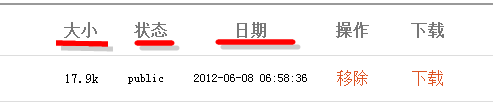 大小 状态 日期 操作 下载
17.9k public 2012-06-08 06:58:36 移除 下载